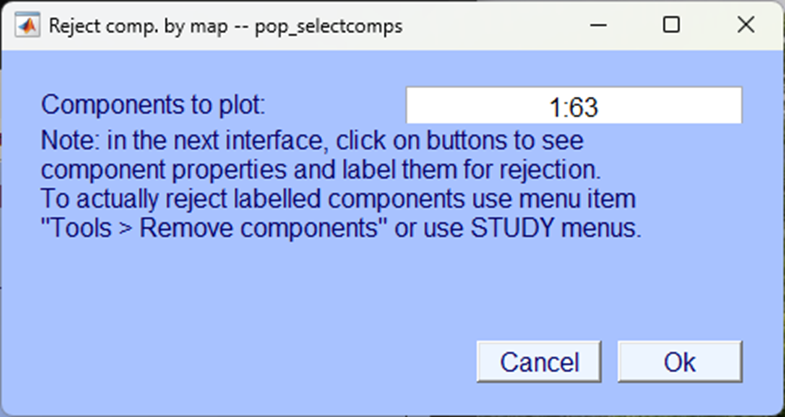 Reject comp. by map -- pop_selectcomps
Components to plot:
1:63
Note: in the next interface, click on buttons to see
component properties and label them for rejection.
To actually reject labelled components use menu item
"Tools > Remove components" or use STUDY menus.
Cancel
Ok